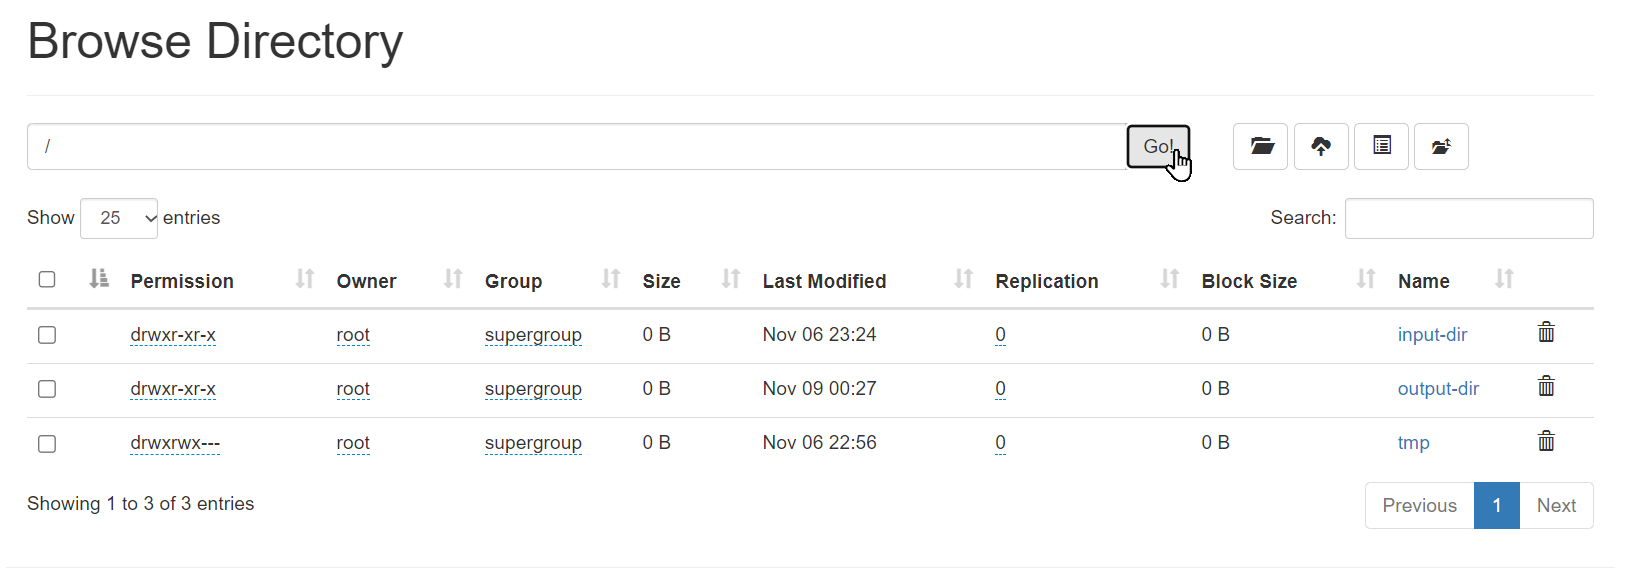 Browse Directory
/ Go!
Show 25 entries Search:
Permission Owner Group Size Last Modified Replication Block Size Name
drwxr-xr-x root supergroup 0 B Nov 06 23:24 0 0 B input-dir
drwxr-xr-x root supergroup 0 B Nov 09 00:27 0 0 B output-dir
drwxrwx--- root supergroup 0 B Nov 06 22:56 0 0 B tmp
Showing 1 to 3 of 3 entries Previous 1 Next